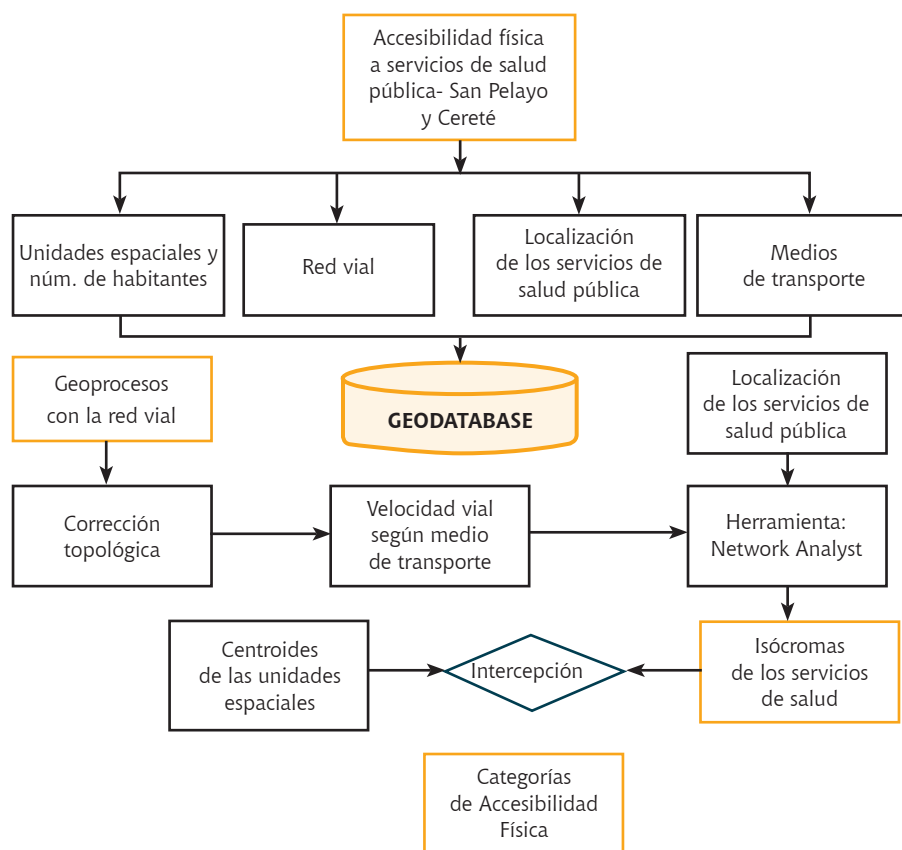 Accesibilidad física
a servicios de salud
pública- San Pelayo
y Cereté
Unidades espaciales y
núm. de habitantes
Red vial
Localización
de los servicios de
salud pública
Medios
de transporte
Geoprocesos
con la red vial
GEODATABASE
Localización
de los servicios de
salud pública
Corrección
topológica
Velocidad vial
según medio
de transporte
Herramienta:
Network Analyst
Centroides
de las unidades
espaciales
Intercepción
Isócromas
de los servicios
de salud
Categorías
de Accesibilidad
Física